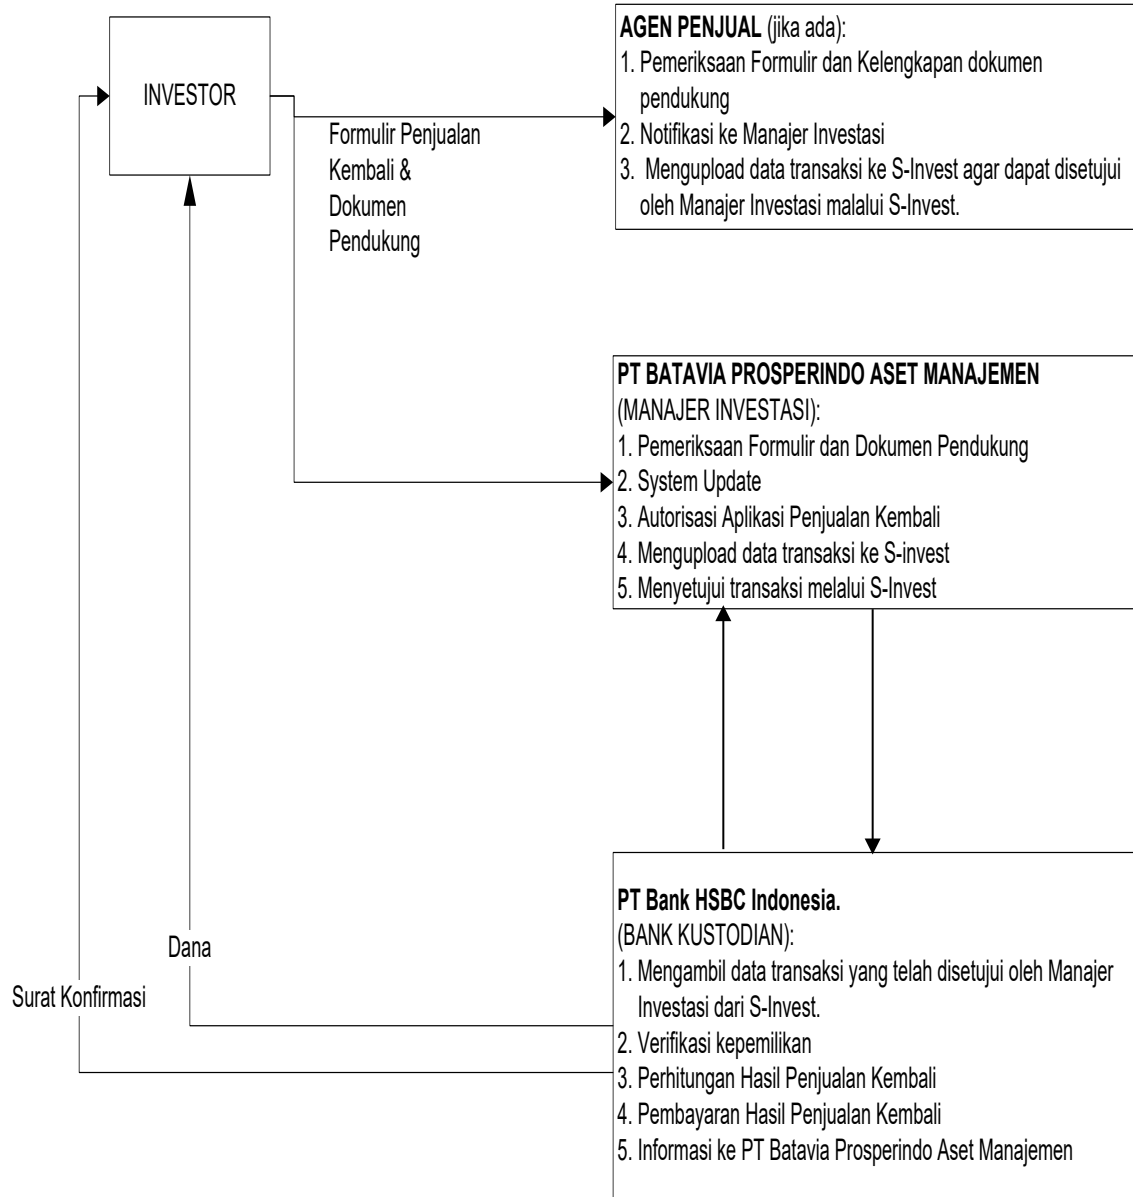 INVESTOR
Formulir Penjualan
Kembali &
Dokumen
Pendukung
AGEN PENJUAL (jika ada):
1. Pemeriksaan Formulir dan Kelengkapan dokumen
pendukung
2. Notifikasi ke Manajer Investasi
3. Mengupload data transaksi ke S-Invest agar dapat disetujui
oleh Manajer Investasi malalui S-Invest.
PT BATAVIA PROSPERINDO ASET MANAJEMEN
(MANAJER INVESTASI):
1. Pemeriksaan Formulir dan Dokumen Pendukung
2. System Update
3. Autorisasi Aplikasi Penjualan Kembali
4. Mengupload data transaksi ke S-invest
5. Menyetujui transaksi melalui S-Invest
PT Bank HSBC Indonesia.
(BANK KUSTODIAN):
1. Mengambil data transaksi yang telah disetujui oleh Manajer
Investasi dari S-Invest.
2. Verifikasi kepemilikan
3. Perhitungan Hasil Penjualan Kembali
4. Pembayaran Hasil Penjualan Kembali
5. Informasi ke PT Batavia Prosperindo Aset Manajemen
Dana
Surat Konfirmasi